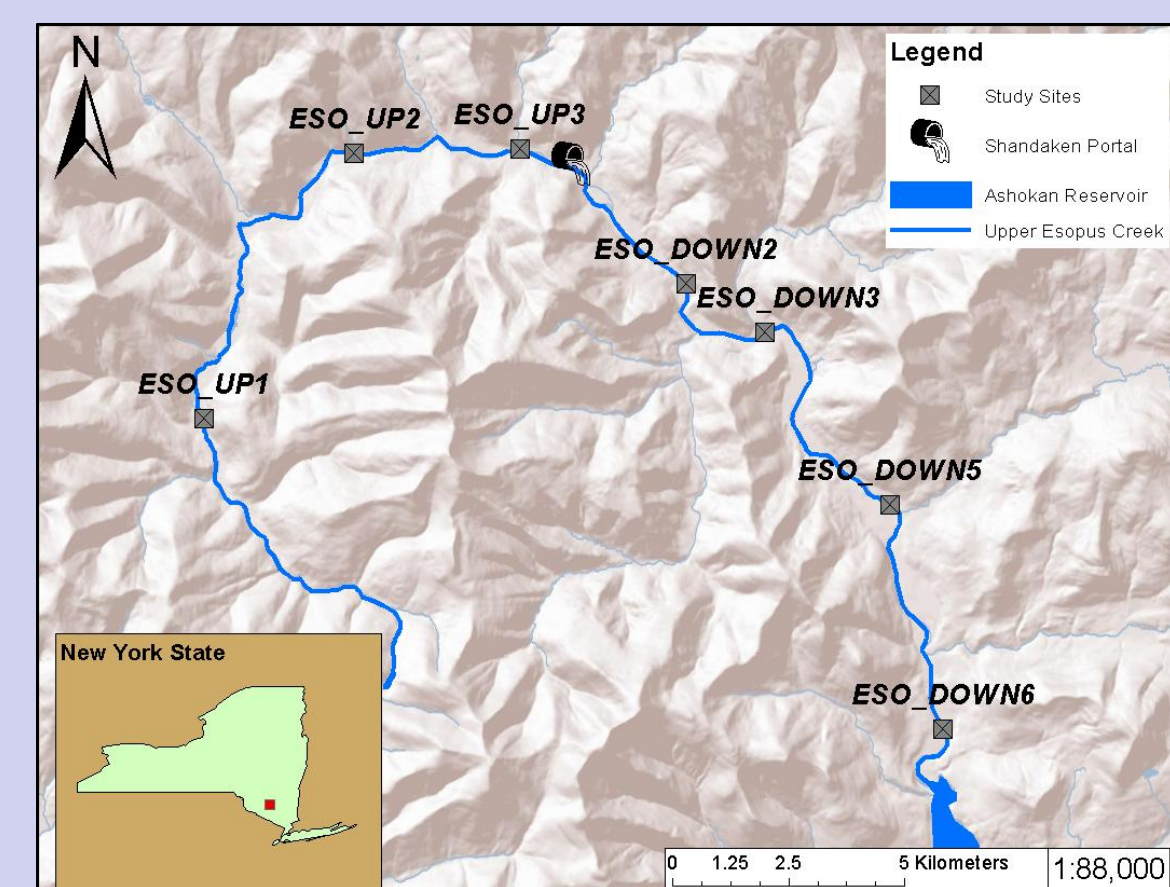 N
Legend
Study Sites
Shandaken Portal
Ashokan Reservoir
Upper Esopus Creek
ESO_UP2
ESO_UP3
ESO_DOWN2
ESO_DOWN3
ESO_UP1
ESO_DOWN5
ESO_DOWN6
New York State
0 1.25 2.5 5 Kilometers
1:88,000